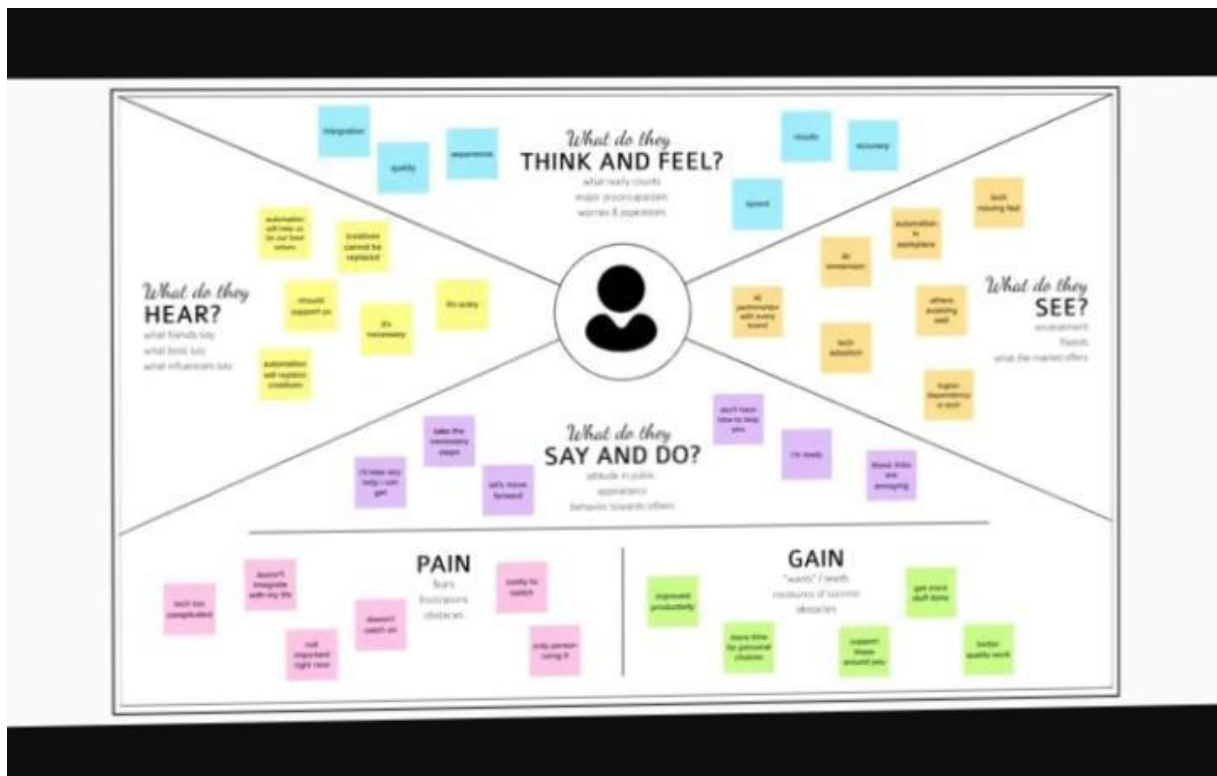 What do they
THINK AND FEEL?
what really counts
major preoccupations
worries & aspirations
integration
quality
experience
results
accuracy
speed
What do they
HEAR?
what friends say
what boss say
what influencers say
automation
will help us
be our best
selves
creatives
cannot be
replaced
should
support us
it's
necessary
it's scary
automation
will replace
creatives
What do they
SEE?
environment
friends
what the market offers
tech
moving fast
automation
in
workplace
AI
immersion
AI
partnerships
with every
brand
others
evolving
well
tech
adoption
higher
dependency
in tech
What do they
SAY AND DO?
attitude in public
appearance
behavior towards others
take the
necessary
steps
i'll take any
help i can
get
let's move
forward
don't have
time to help
you
i'm ready
these links
are
annoying
PAIN
fears
frustrations
obstacles
tech too
complicated
doesn't
integrate
with my life
not
important
right now
doesn't
catch on
costly to
switch
only person
using it
GAIN
"wants" / needs
measures of success
obstacles
improved
productivity
more time
for personal
choices
support
those
around you
get more
stuff done
better
quality work